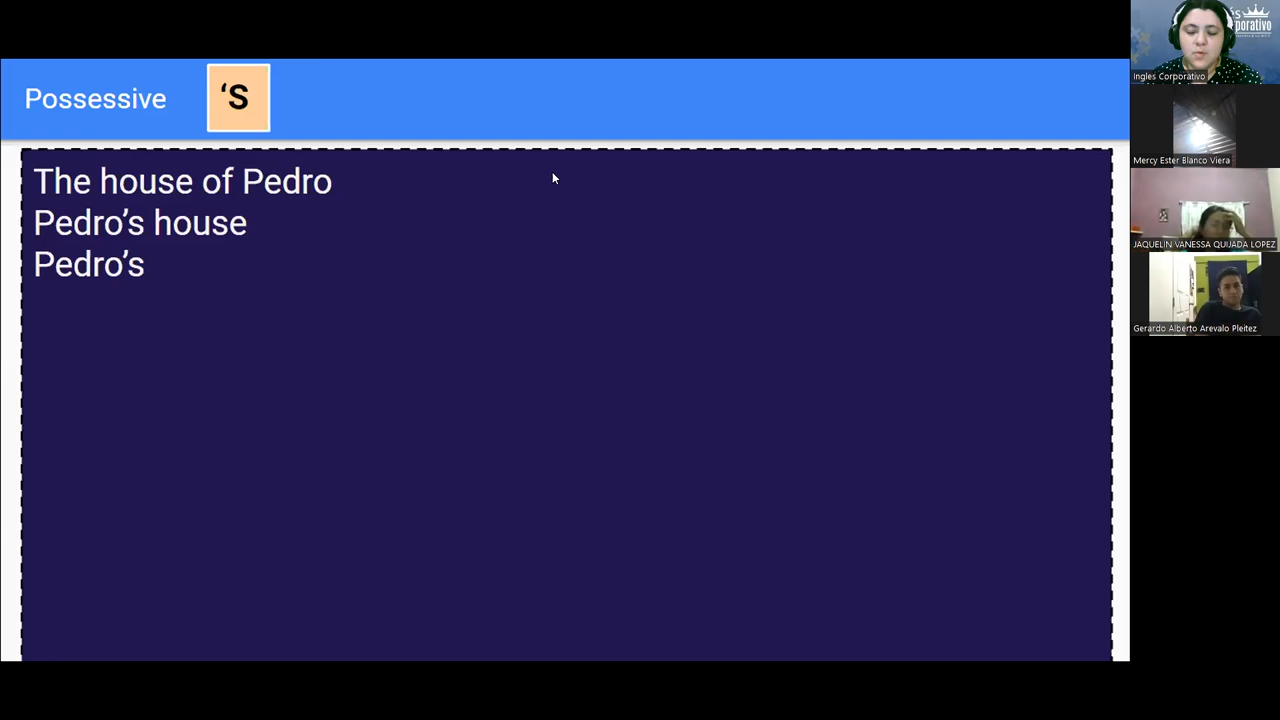 Possessive 'S
The house of Pedro
Pedro's house
Pedro's
Ingles Corporativo
Mercy Ester Blanco Viera
JAQUELIN VANESSA QUIJADA LOPEZ
Gerardo Alberto Arevalo Pleitez